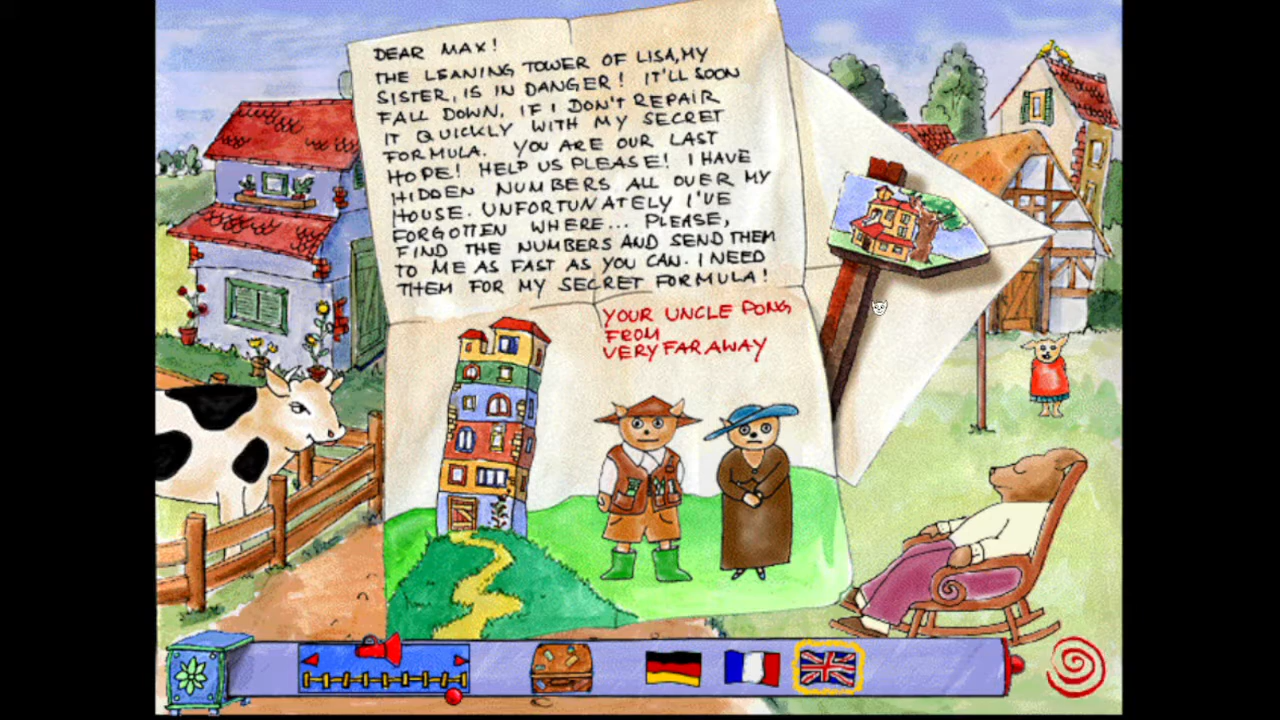 DEAR MAX!
THE LEANING TOWER OF LISA, MY
SISTER, IS IN DANGER! IT'LL SOON
FALL DOWN, IF I DON'T REPAIR
IT QUICKLY WITH MY SECRET
FORMULA. YOU ARE OUR LAST
HOPE! HELP US PLEASE! I HAVE
HIDDEN NUMBERS ALL OVER MY
HOUSE. UNFORTUNATELY I'VE
FORGOTTEN WHERE... PLEASE,
FIND THE NUMBERS AND SEND THEM
TO ME AS FAST AS YOU CAN. I NEED
THEM FOR MY SECRET FORMULA!
YOUR UNCLE PONG
FROM
VERY FAR AWAY